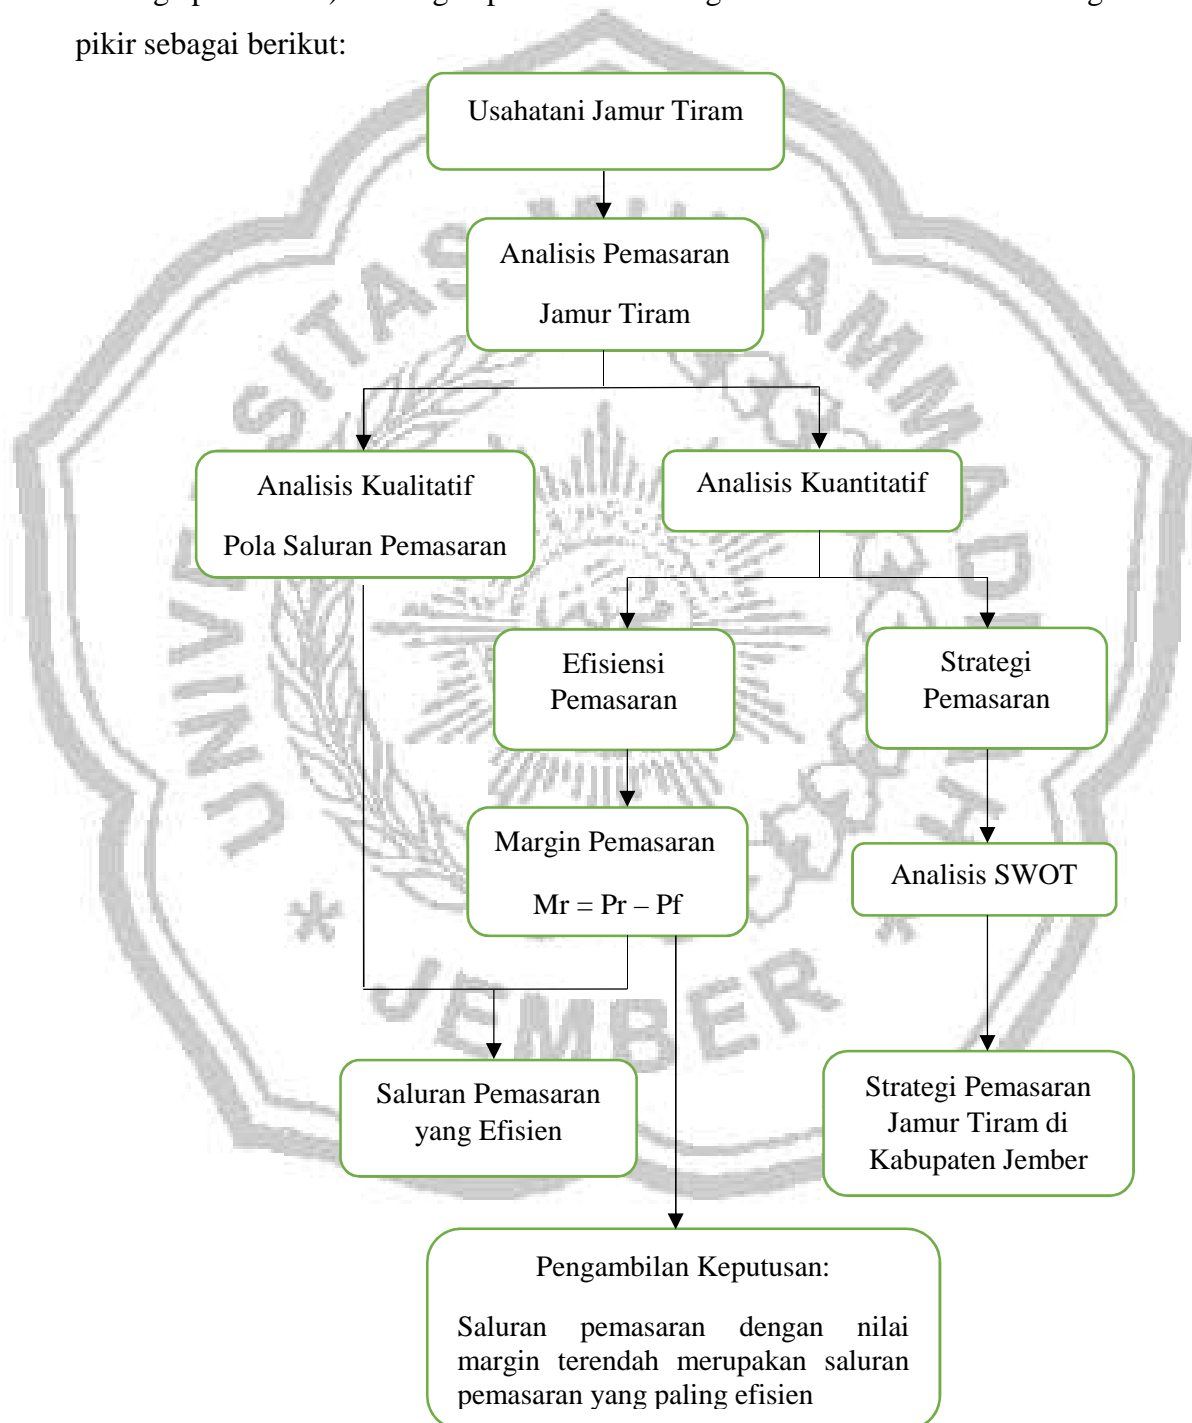 pikir sebagai berikut:
Usahatani Jamur Tiram
Analisis Pemasaran
Jamur Tiram
Analisis Kualitatif
Pola Saluran Pemasaran
Analisis Kuantitatif
Efisiensi
Pemasaran
Strategi
Pemasaran
Margin Pemasaran
Mr = Pr – Pf
Analisis SWOT
Saluran Pemasaran
yang Efisien
Strategi Pemasaran
Jamur Tiram di
Kabupaten Jember
Pengambilan Keputusan:
Saluran pemasaran dengan nilai
margin terendah merupakan saluran
pemasaran yang paling efisien
JEMBER